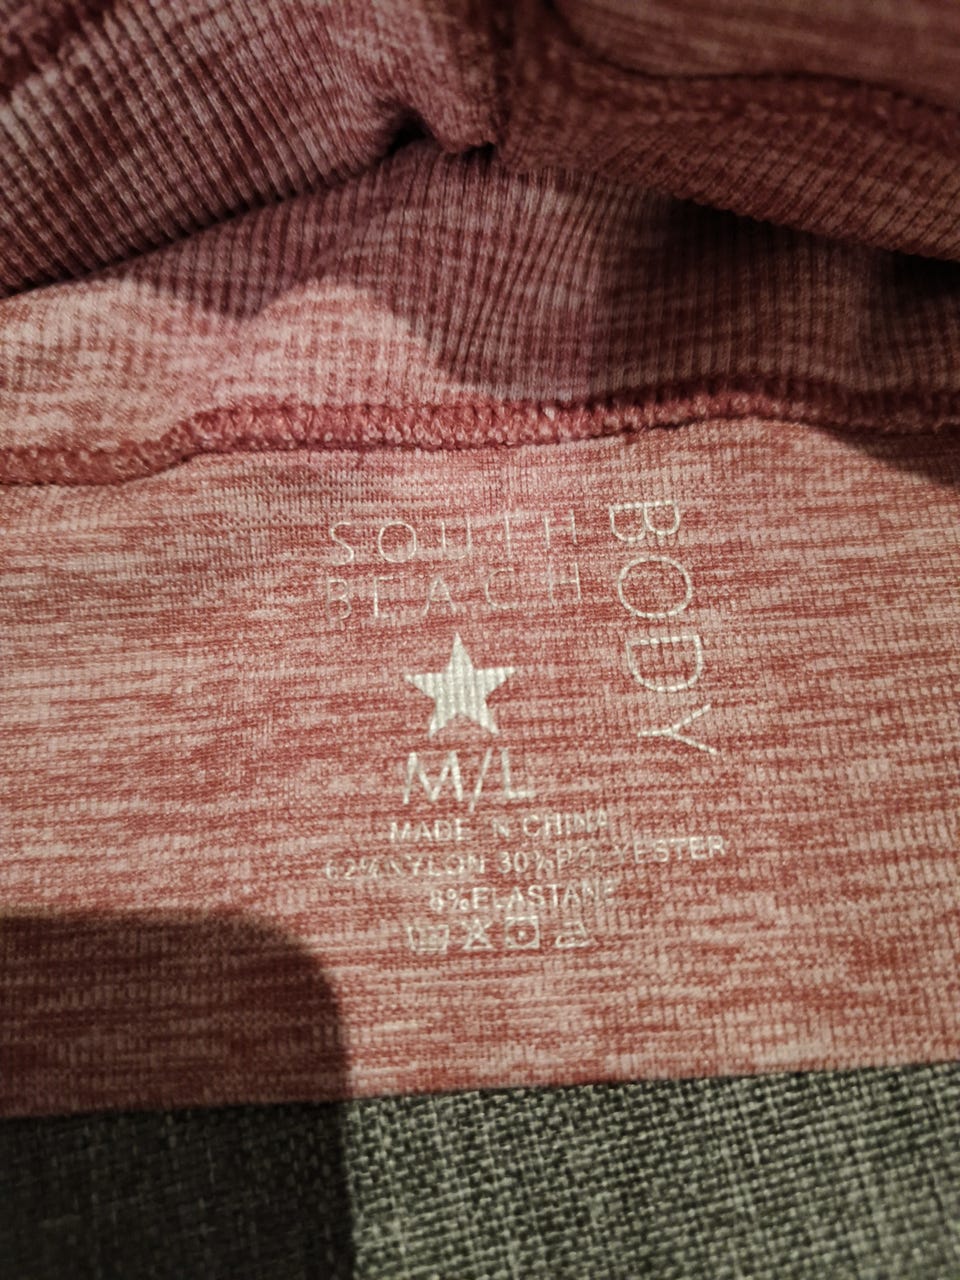 SOUTH
BEACH
BODY
M/L
MADE IN CHINA
62% NYLON 30% POLYESTER
8% ELASTANE